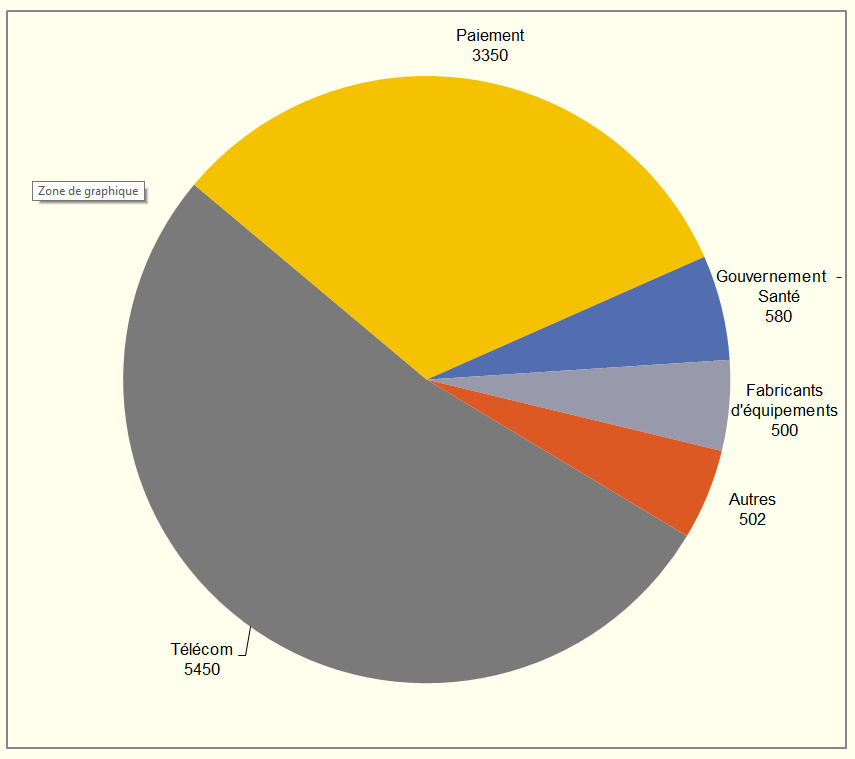 Paiement
3350
Zone de graphique
Gouvernement -
Santé
580
Fabricants
d'équipements
500
Autres
502
Télécom
5450